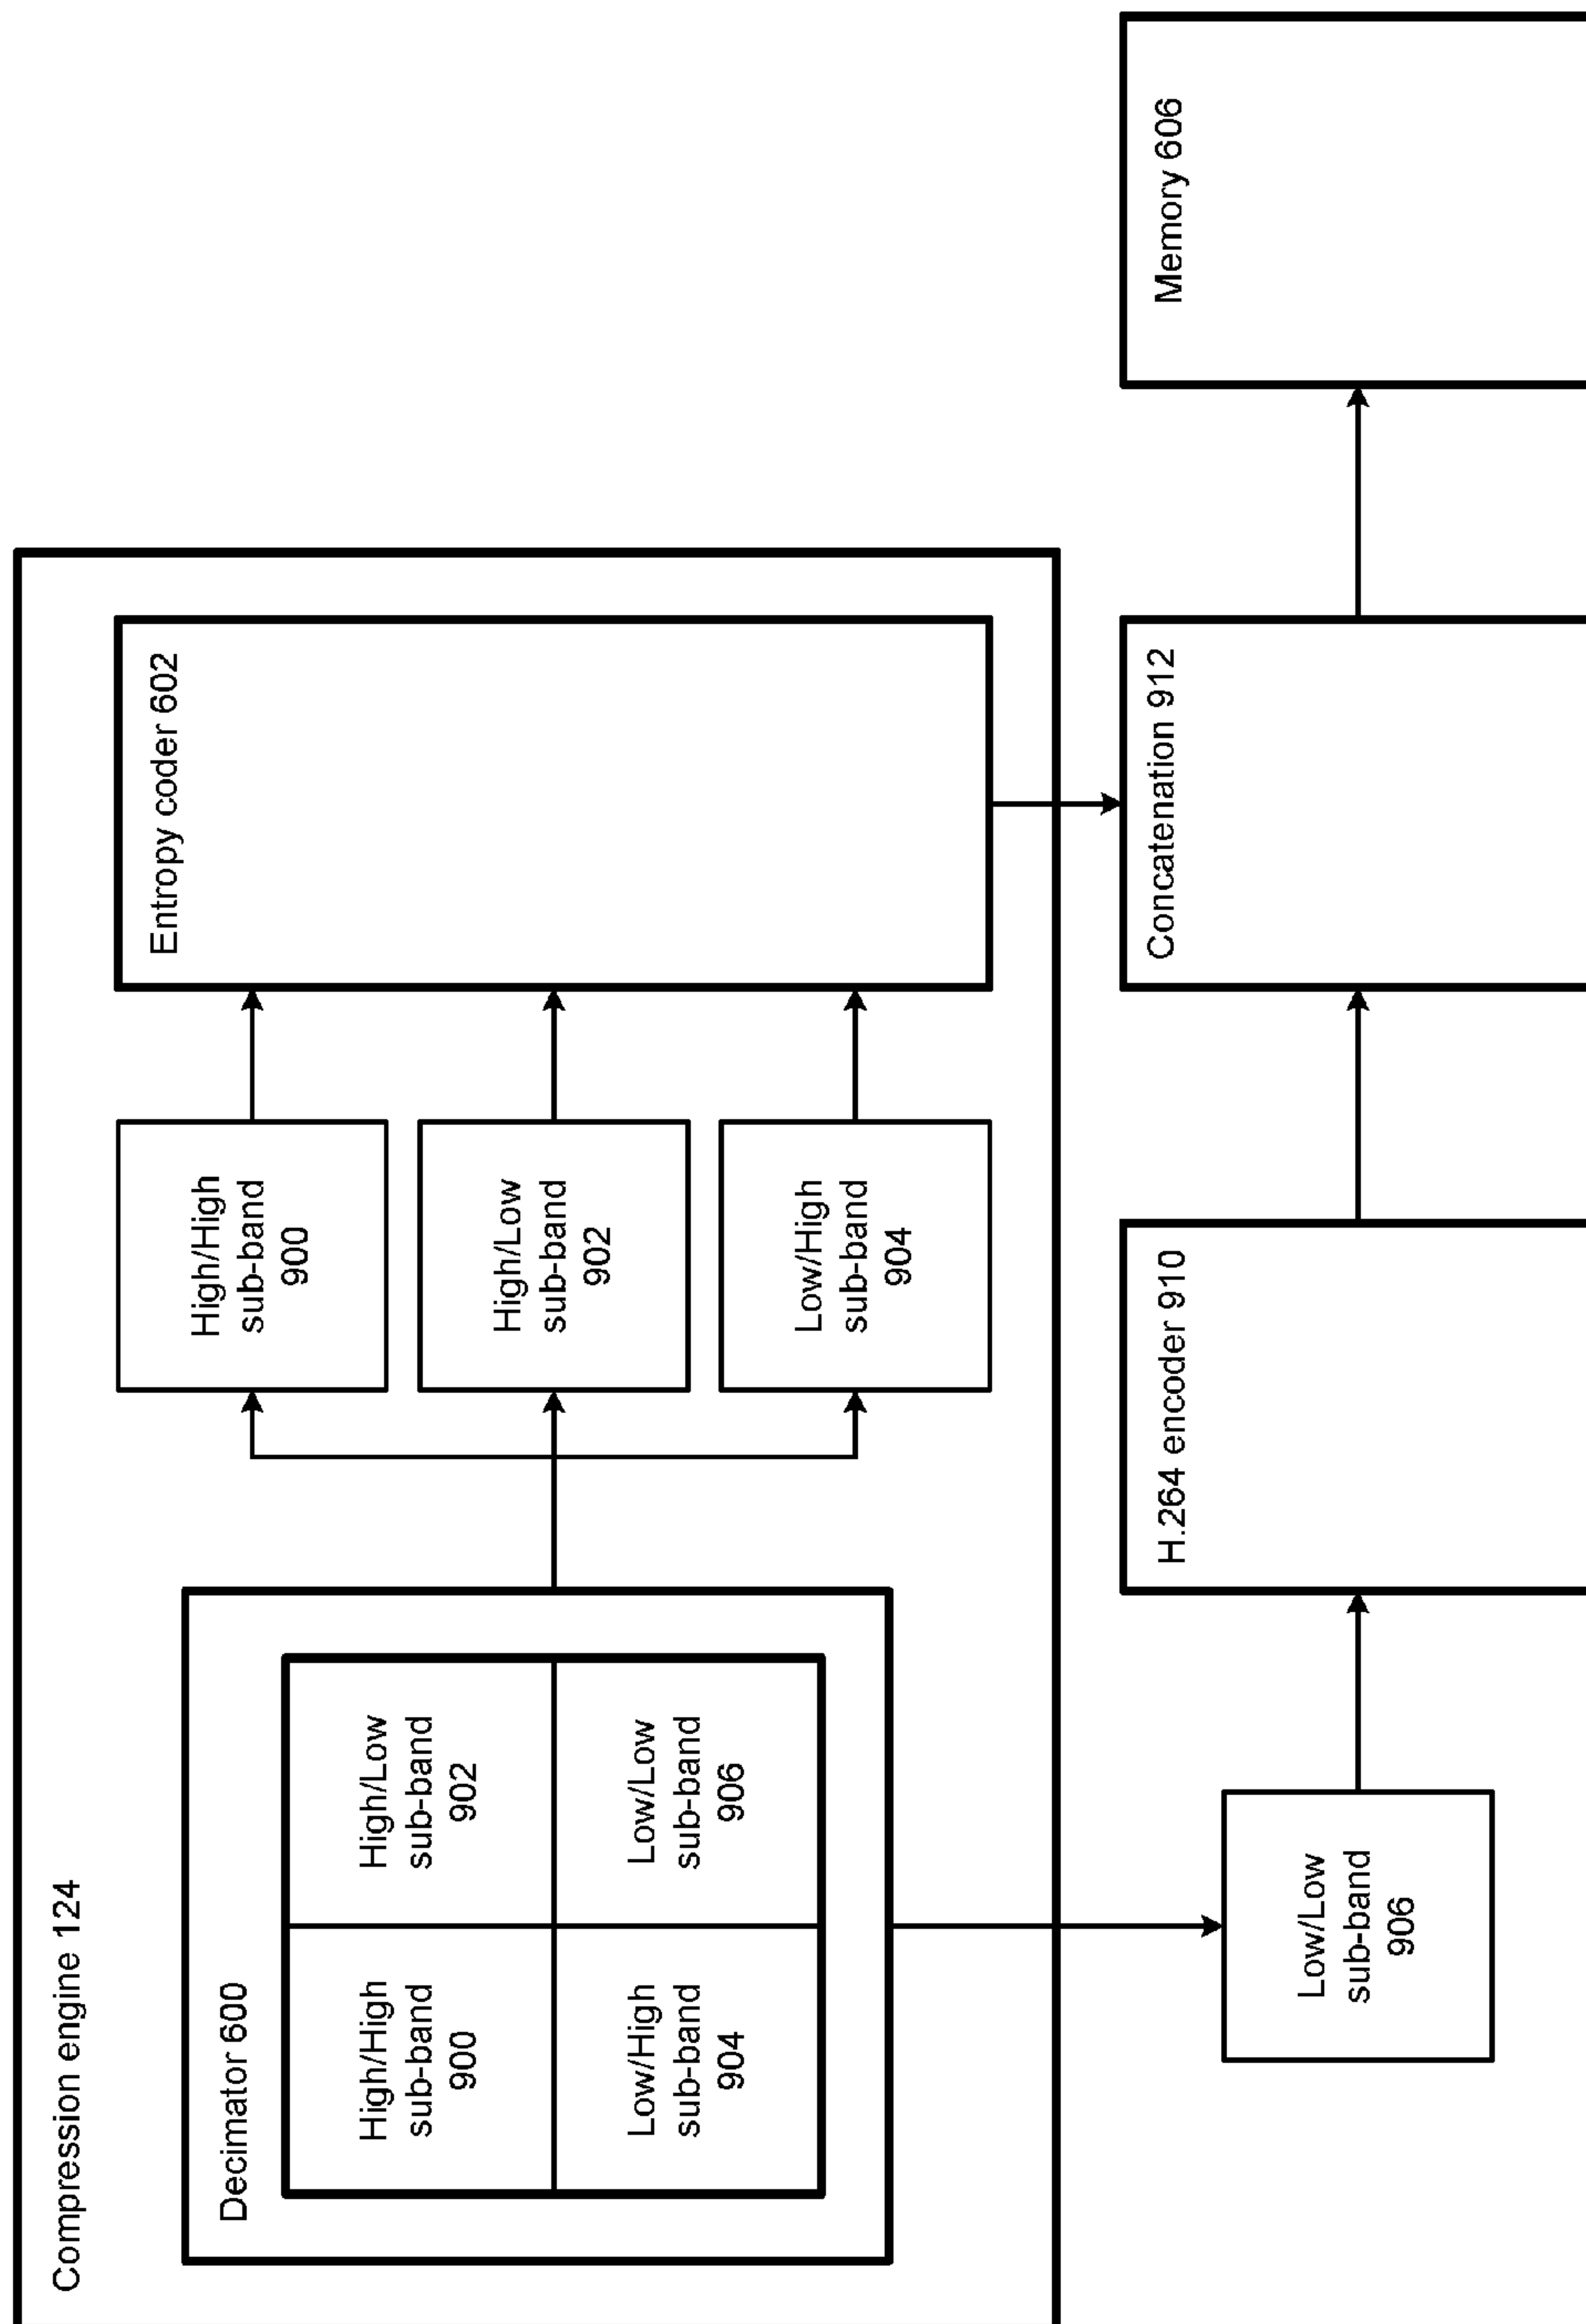 Compression engine 124
Decimator 600
High/High
sub-band
900
High/Low
sub-band
902
Low/High
sub-band
904
Low/Low
sub-band
906
High/High
sub-band
900
High/Low
sub-band
902
Low/High
sub-band
904
Entropy coder 602
Low/Low
sub-band
906
H.264 encoder 910
Concatenation 912
Memory 606